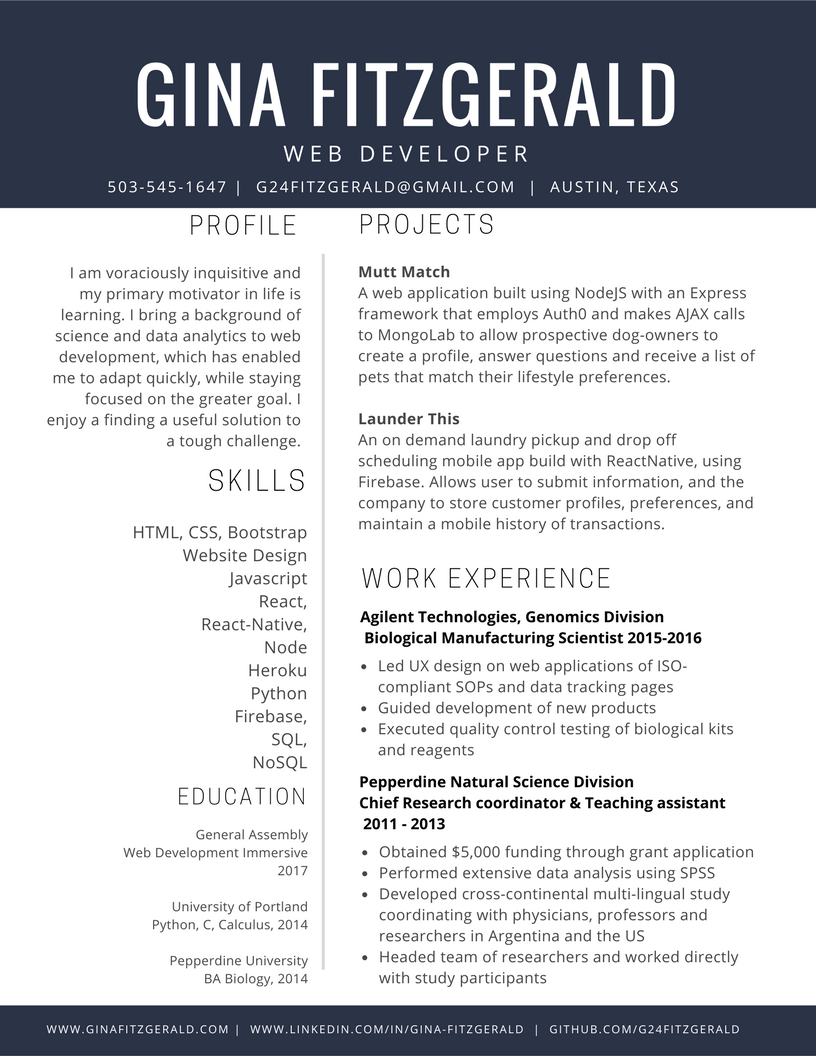 GINA FITZGERALD
WEB DEVELOPER
503-545-1647 | G24FITZGERALD@GMAIL.COM | AUSTIN, TEXAS
PROFILE
I am voraciously inquisitive and
my primary motivator in life is
learning. I bring a background of
science and data analytics to web
development, which has enabled
me to adapt quickly, while staying
focused on the greater goal. I
enjoy a finding a useful solution to
a tough challenge.
SKILLS
HTML, CSS, Bootstrap
Website Design
Javascript
React,
React-Native,
Node
Heroku
Python
Firebase,
SQL,
NoSQL
EDUCATION
General Assembly
Web Development Immersive
2017
University of Portland
Python, C, Calculus, 2014
Pepperdine University
BA Biology, 2014
PROJECTS
Mutt Match
A web application built using NodeJS with an Express
framework that employs Auth0 and makes AJAX calls
to MongoLab to allow prospective dog-owners to
create a profile, answer questions and receive a list of
pets that match their lifestyle preferences.
Launder This
An on demand laundry pickup and drop off
scheduling mobile app build with ReactNative, using
Firebase. Allows user to submit information, and the
company to store customer profiles, preferences, and
maintain a mobile history of transactions.
WORK EXPERIENCE
Agilent Technologies, Genomics Division
Biological Manufacturing Scientist 2015-2016
• Led UX design on web applications of ISO-
compliant SOPs and data tracking pages
• Guided development of new products
• Executed quality control testing of biological kits
and reagents
Pepperdine Natural Science Division
Chief Research coordinator & Teaching assistant
2011 - 2013
• Obtained $5,000 funding through grant application
• Performed extensive data analysis using SPSS
• Developed cross-continental multi-lingual study
coordinating with physicians, professors and
researchers in Argentina and the US
• Headed team of researchers and worked directly
with study participants
WWW.GINAFITZGERALD.COM | WWW.LINKEDIN.COM/IN/GINA-FITZGERALD | GITHUB.COM/G24FITZGERALD